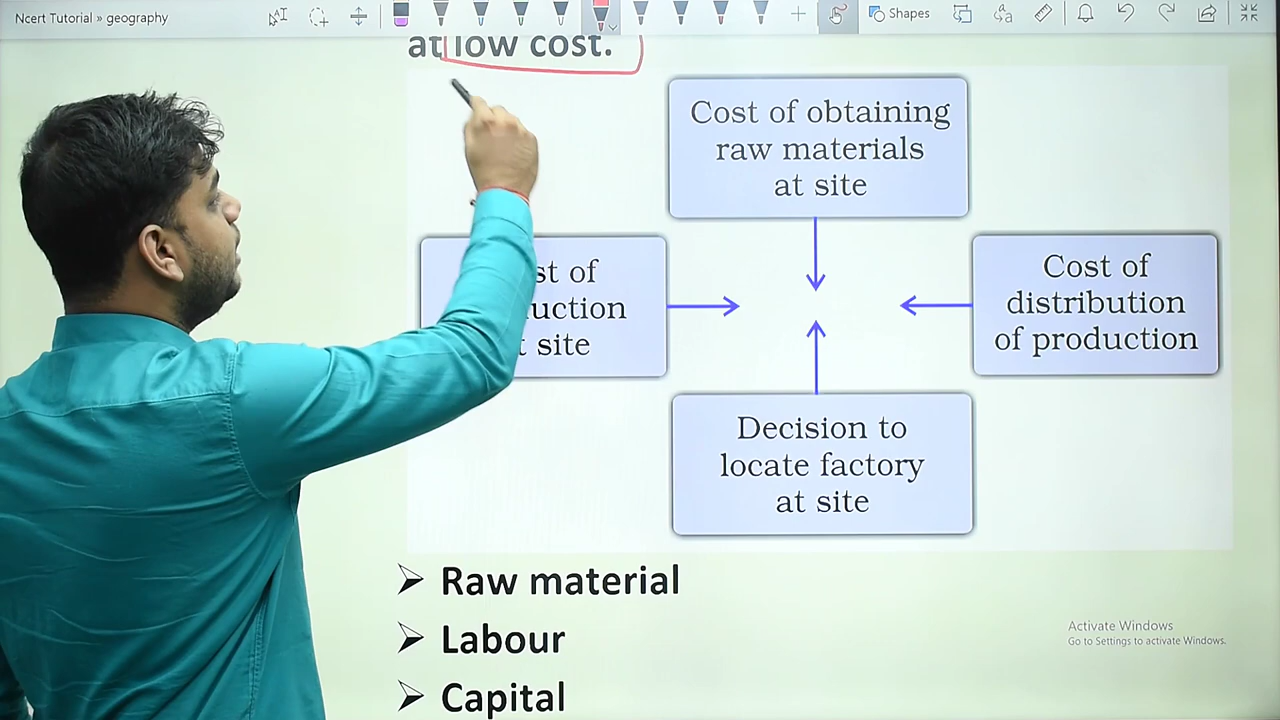 Ncert Tutorial » geography
Shapes
at low cost.
Cost of obtaining
raw materials
at site
of
site
Cost of
distribution
of production
Decision to
locate factory
at site
➢ Raw material
➢ Labour
➢ Capital
Activate Windows
Go to Settings to activate Windows.